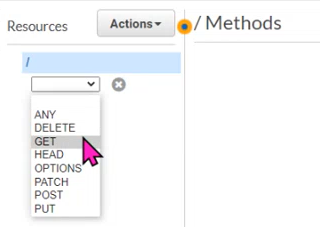 Resources
Actions
/ Methods
/
ANY
DELETE
GET
HEAD
OPTIONS
PATCH
POST
PUT